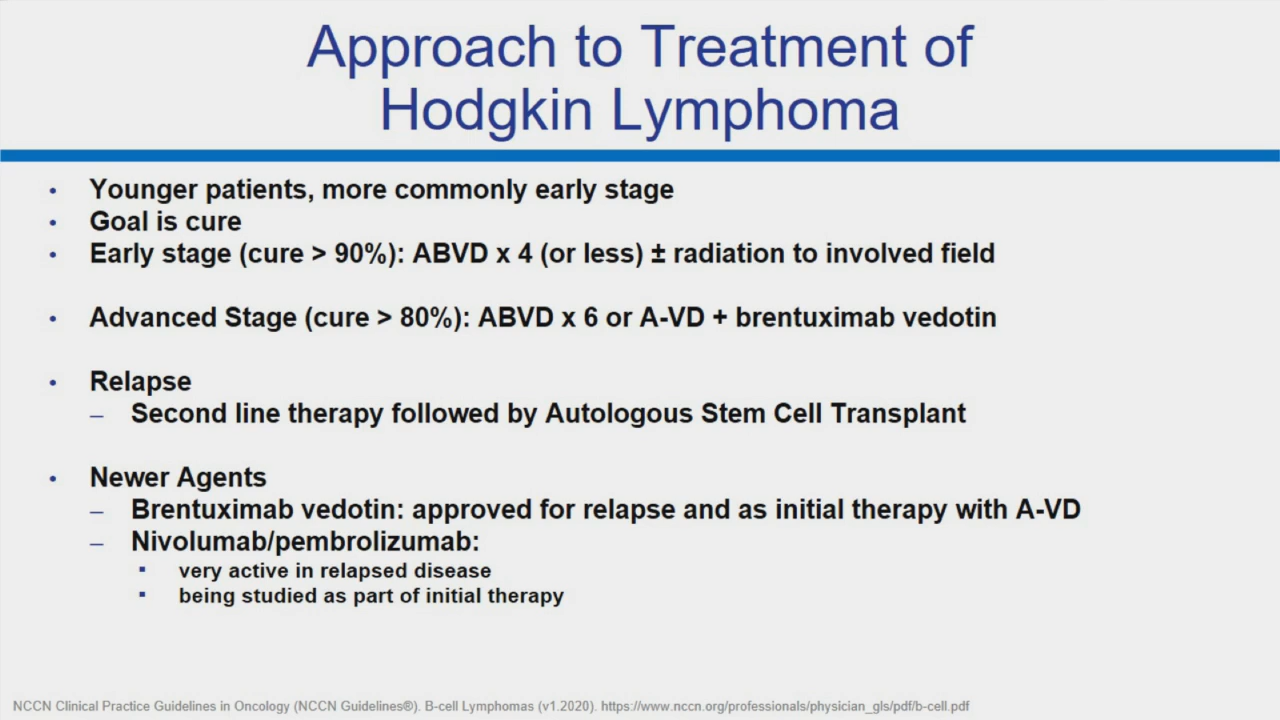 Approach to Treatment of
Hodgkin Lymphoma
• Younger patients, more commonly early stage
• Goal is cure
• Early stage (cure > 90%): ABVD x 4 (or less) ± radiation to involved field
• Advanced Stage (cure > 80%): ABVD x 6 or A-VD + brentuximab vedotin
• Relapse
– Second line therapy followed by Autologous Stem Cell Transplant
• Newer Agents
– Brentuximab vedotin: approved for relapse and as initial therapy with A-VD
– Nivolumab/pembrolizumab:
▪ very active in relapsed disease
▪ being studied as part of initial therapy
NCCN Clinical Practice Guidelines in Oncology (NCCN Guidelines®). B-cell Lymphomas (v1.2020). https://www.nccn.org/professionals/physician_gls/pdf/b-cell.pdf